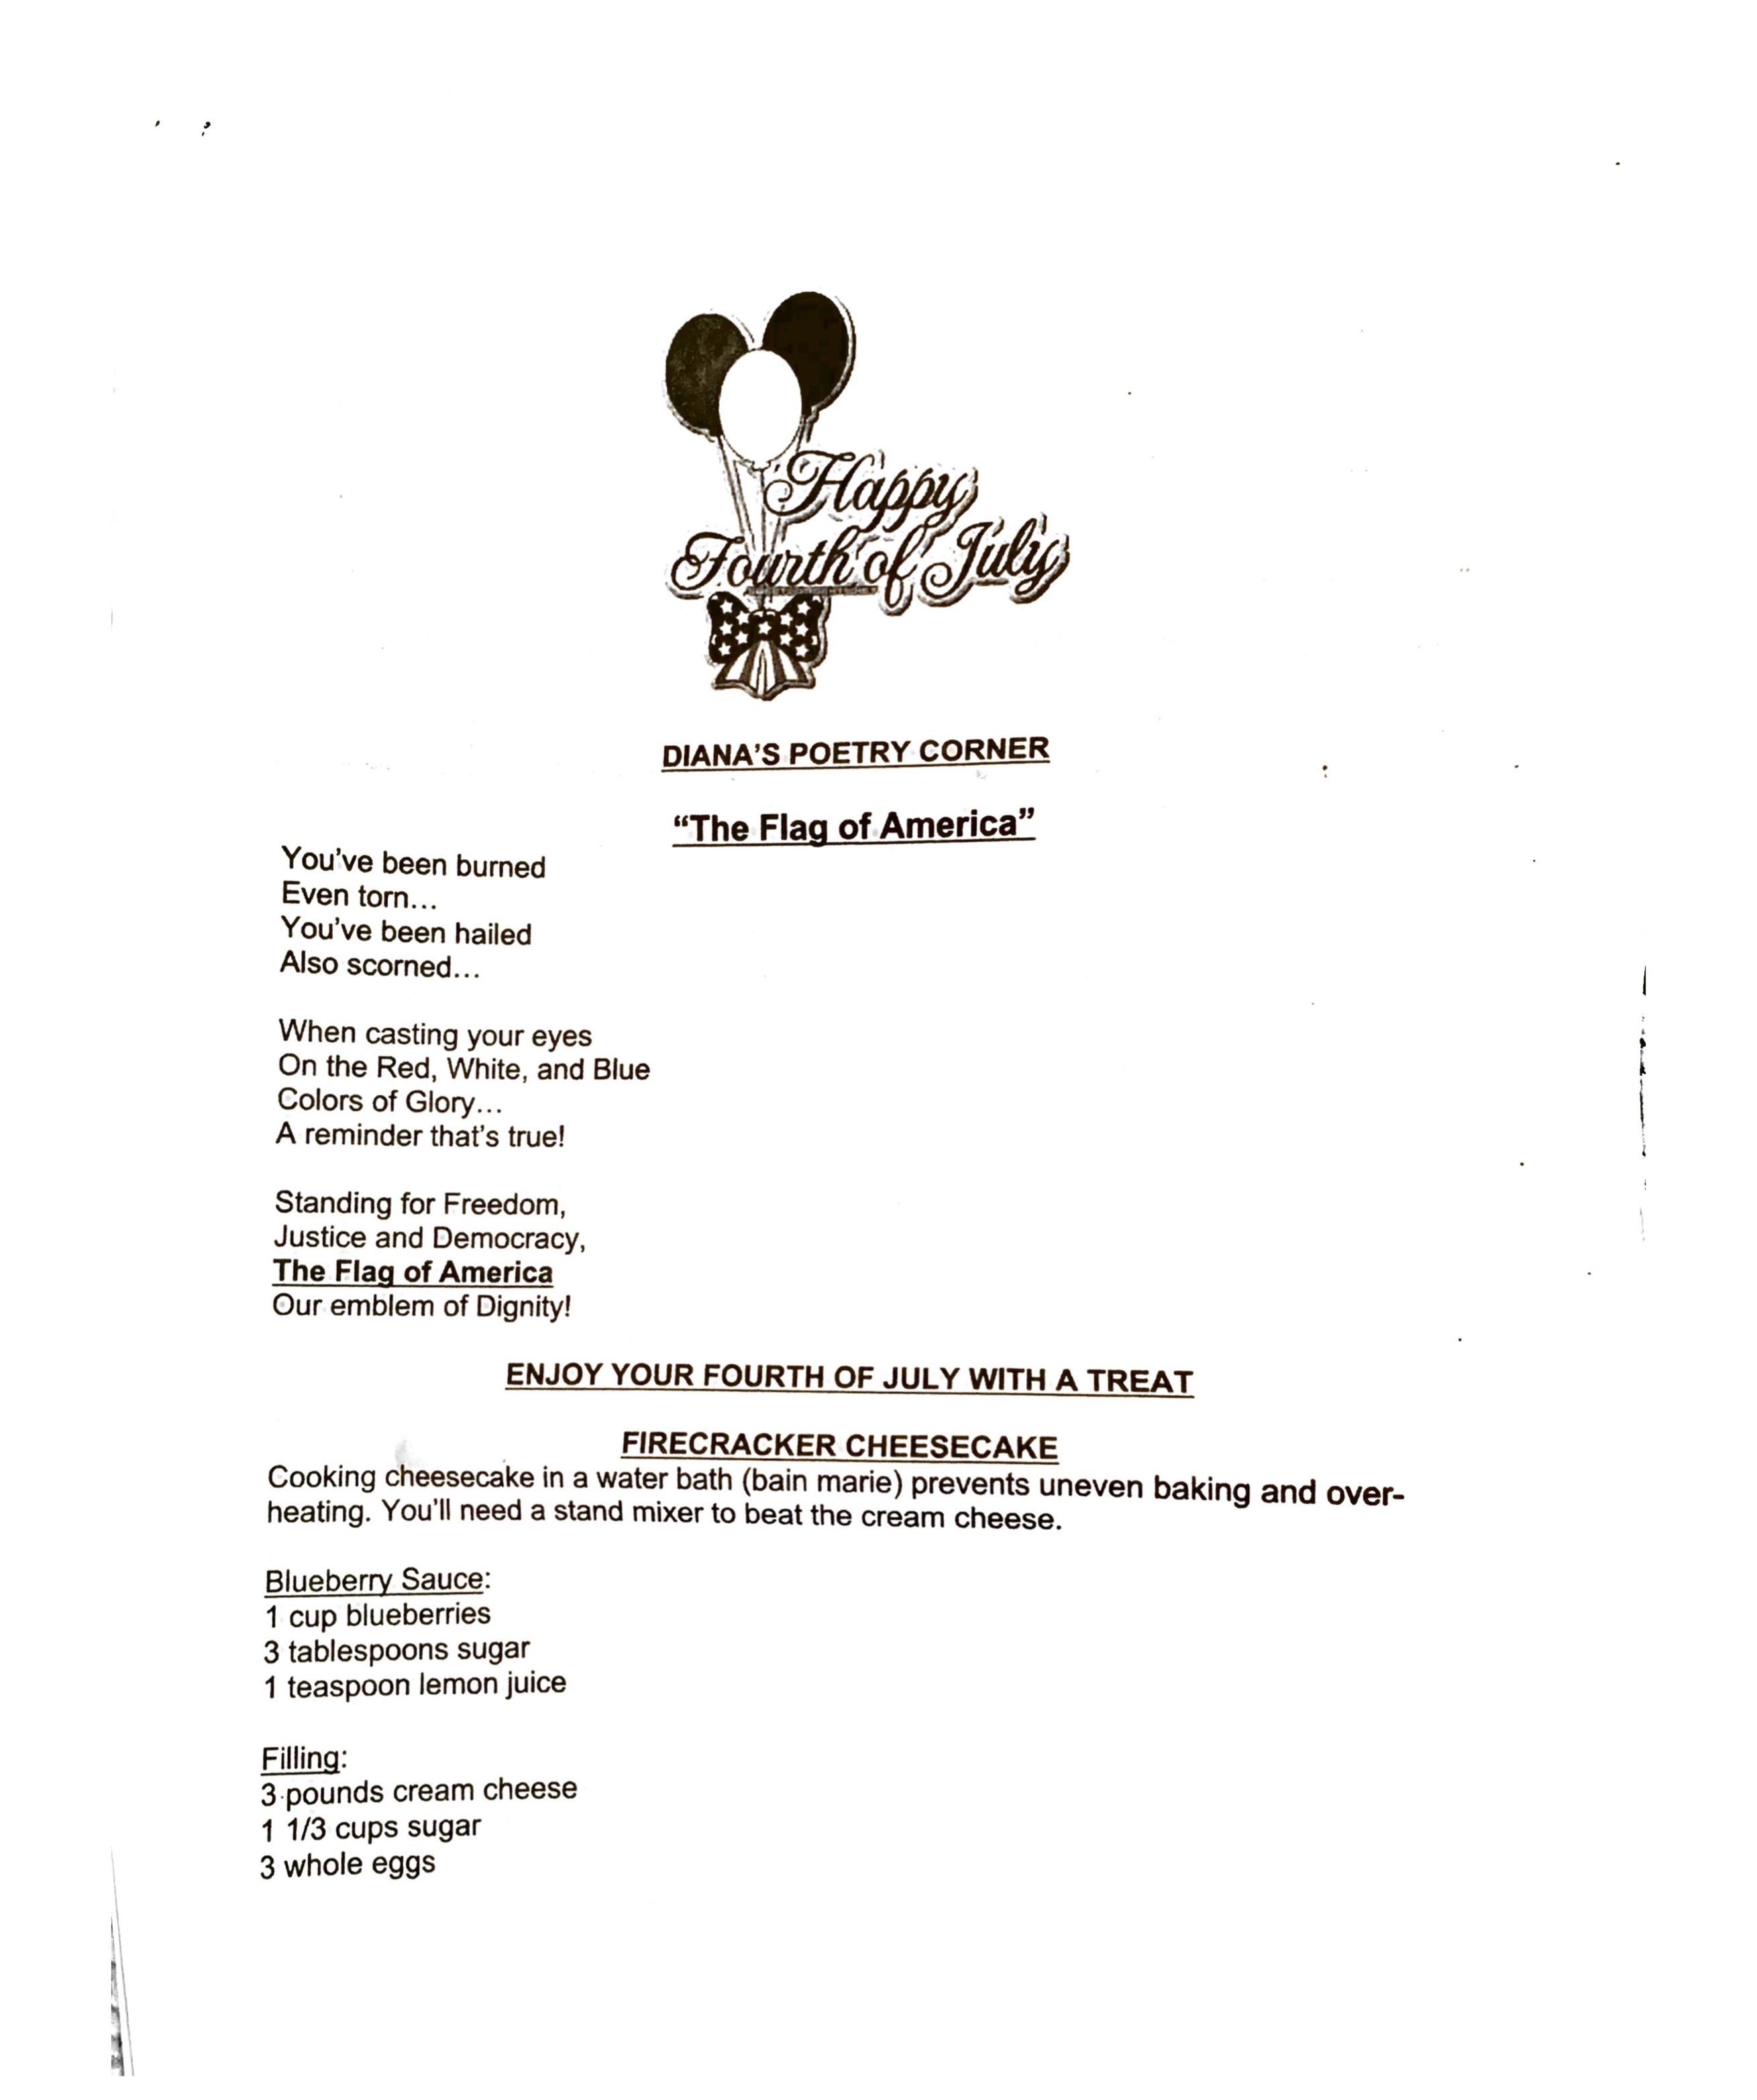 Happy
Fourth of July
DIANA'S POETRY CORNER
“The Flag of America”
You've been burned
Even torn...
You've been hailed
Also scorned...
When casting your eyes
On the Red, White, and Blue
Colors of Glory...
A reminder that's true!
Standing for Freedom,
Justice and Democracy,
The Flag of America
Our emblem of Dignity!
ENJOY YOUR FOURTH OF JULY WITH A TREAT
FIRECRACKER CHEESECAKE
Cooking cheesecake in a water bath (bain marie) prevents uneven baking and over-
heating. You'll need a stand mixer to beat the cream cheese.
Blueberry Sauce:
1 cup blueberries
3 tablespoons sugar
1 teaspoon lemon juice
Filling:
3 pounds cream cheese
1 1/3 cups sugar
3 whole eggs